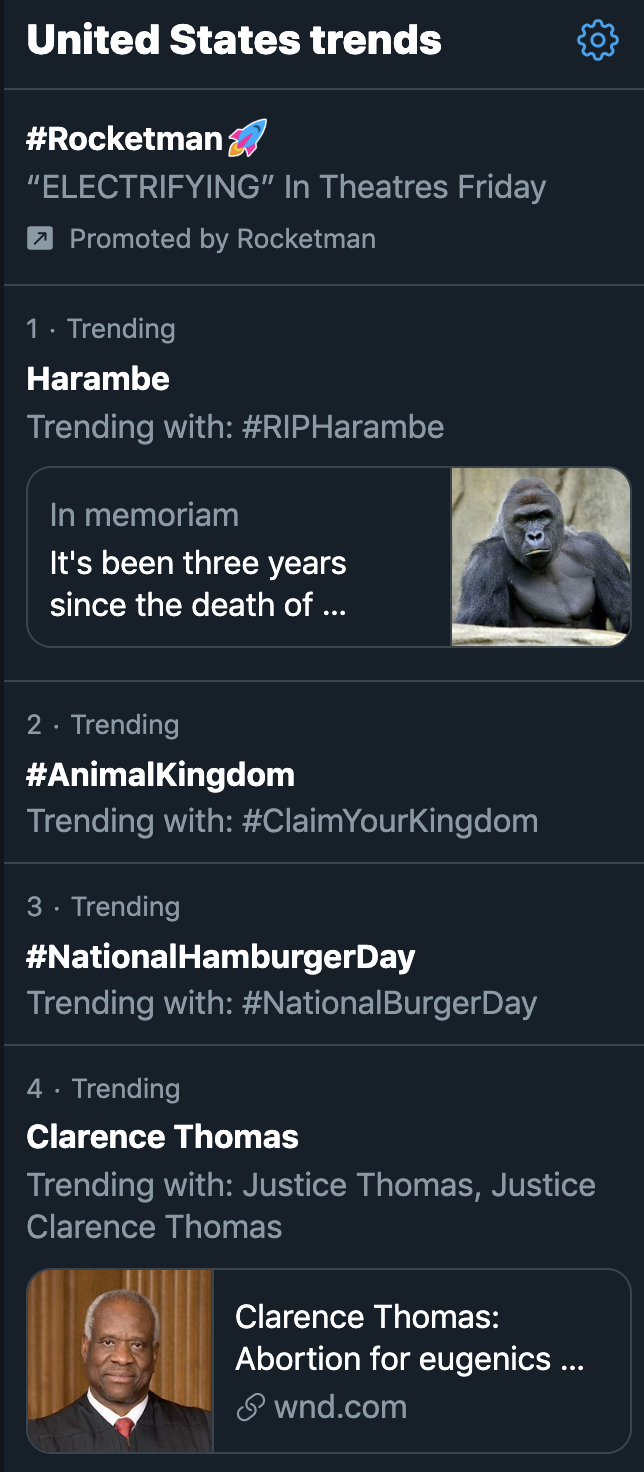 United States trends
#Rocketman🚀
“ELECTRIFYING” In Theatres Friday
Promoted by Rocketman
1 · Trending
Harambe
Trending with: #RIPHarambe
In memoriam
It's been three years
since the death of ...
2 · Trending
#AnimalKingdom
Trending with: #ClaimYourKingdom
3 · Trending
#NationalHamburgerDay
Trending with: #NationalBurgerDay
4 · Trending
Clarence Thomas
Trending with: Justice Thomas, Justice
Clarence Thomas
Clarence Thomas:
Abortion for eugenics ...
wnd.com